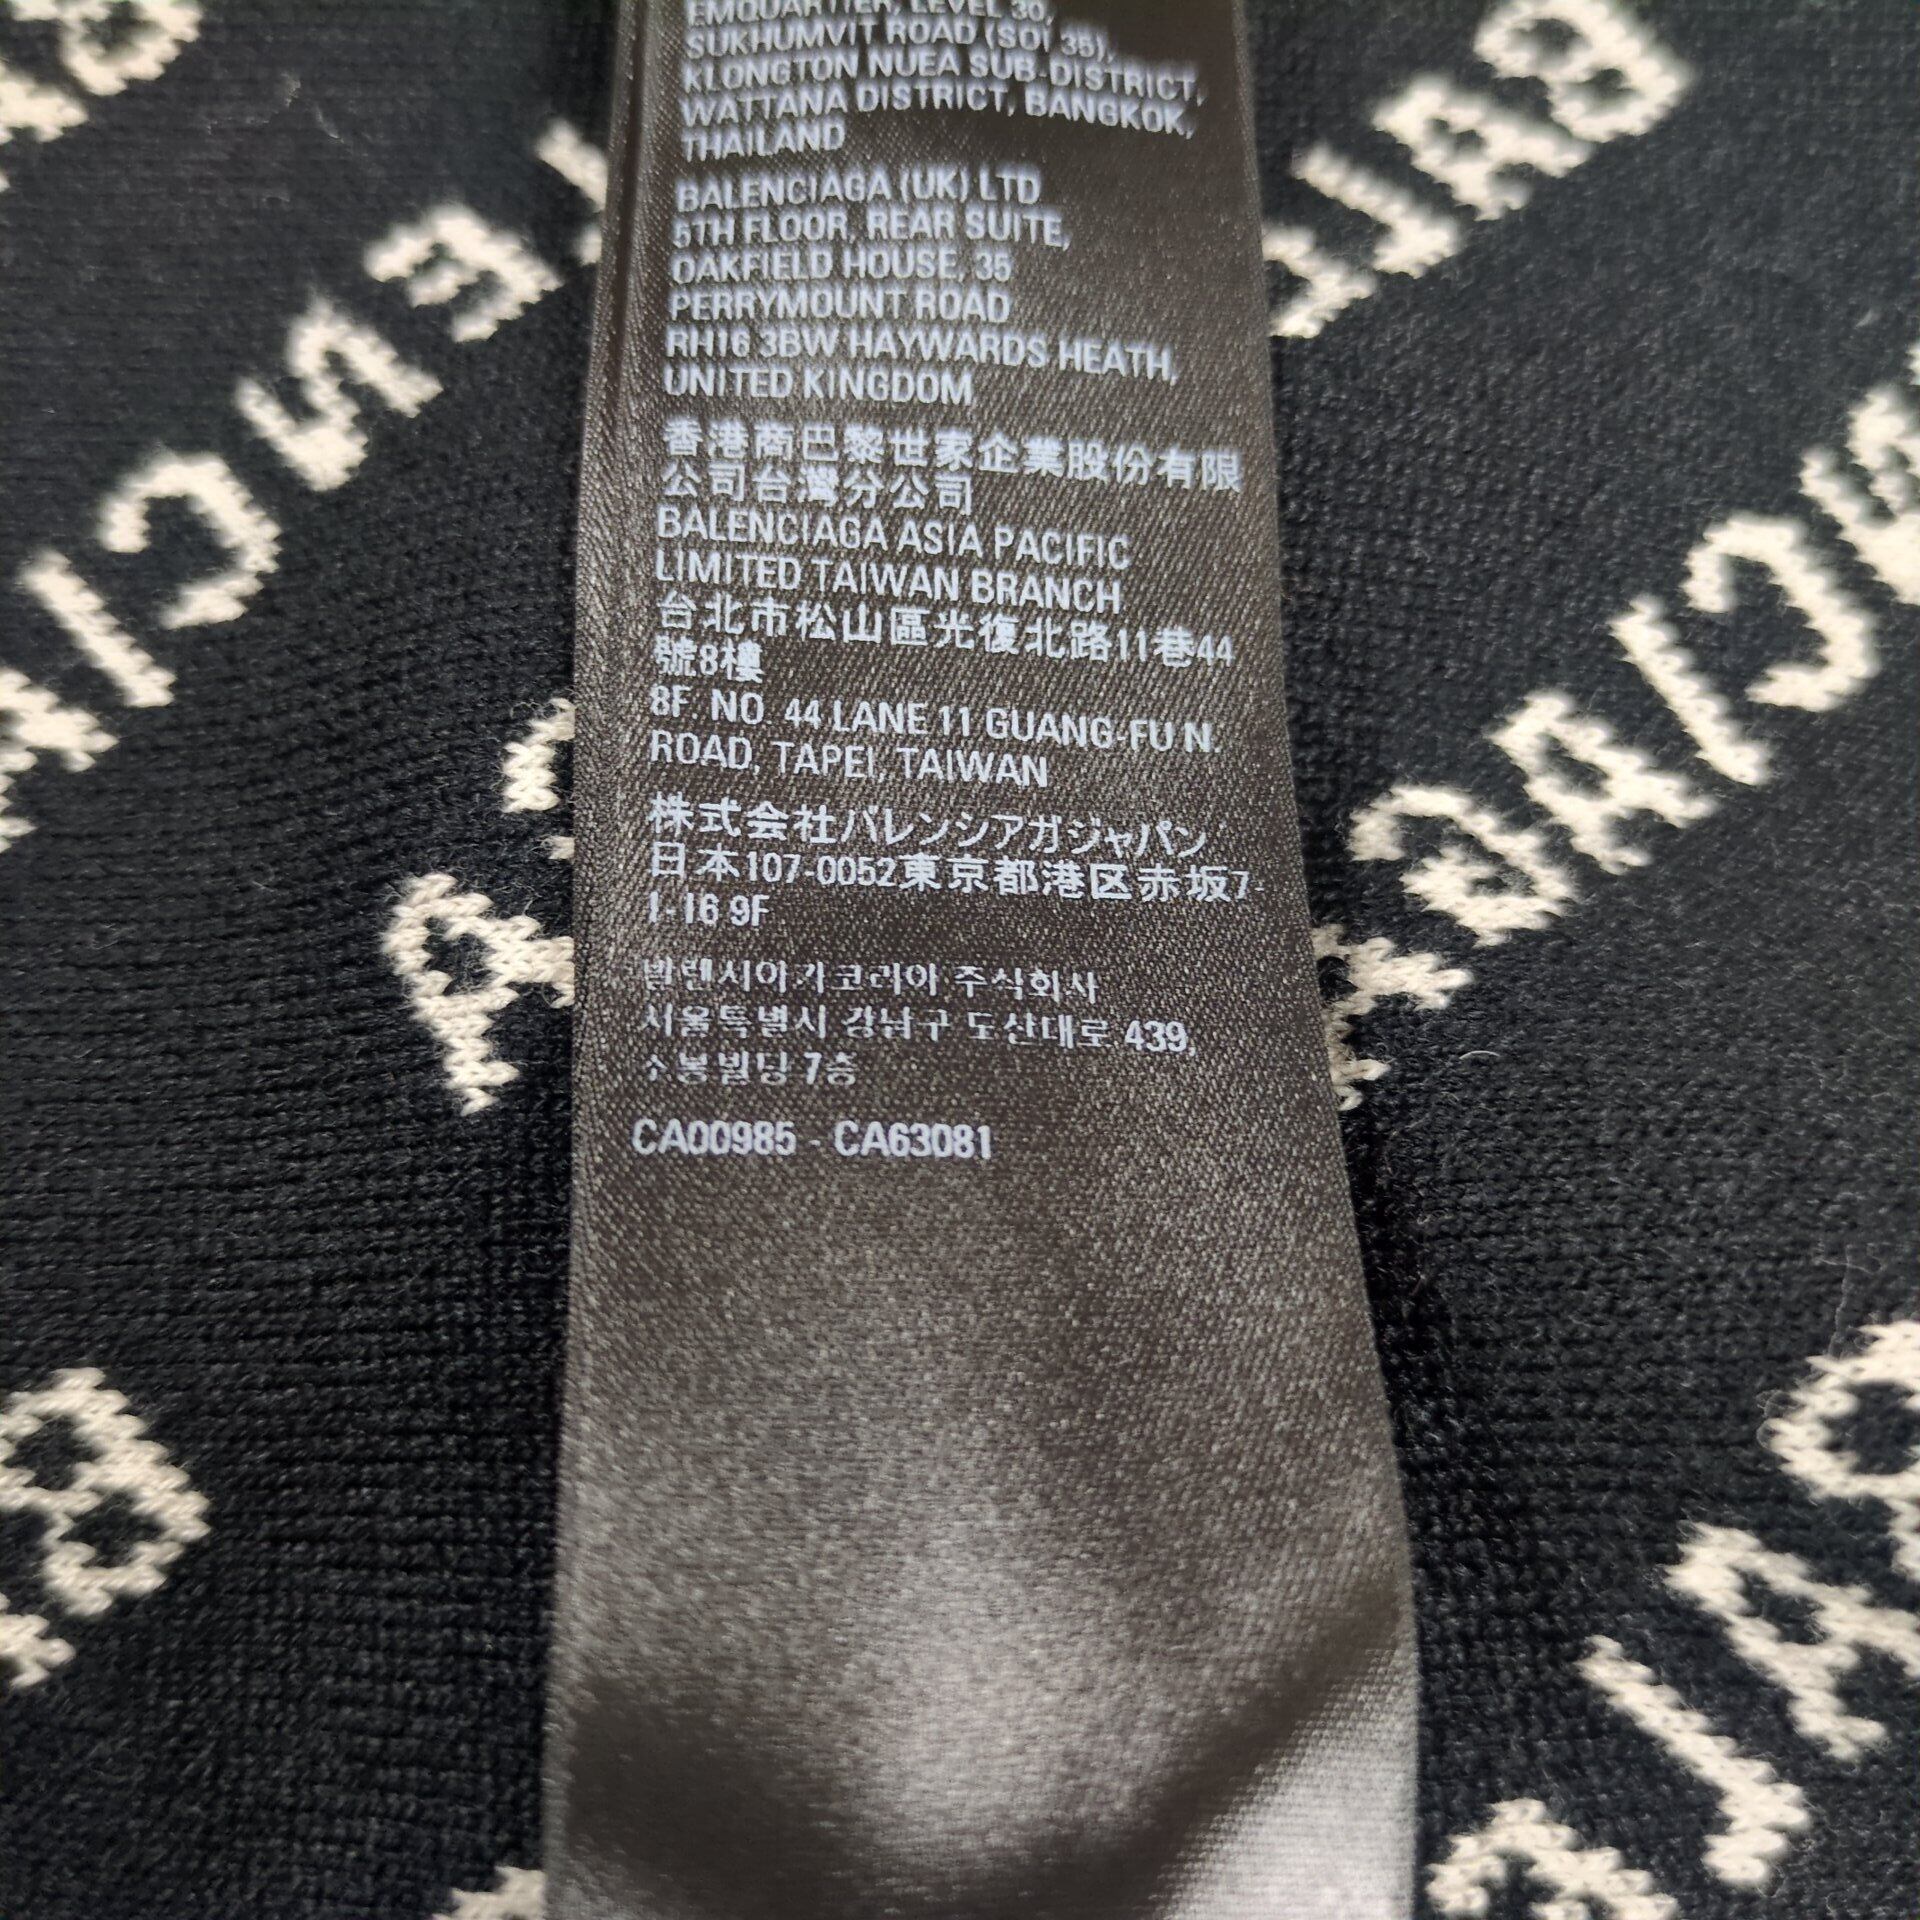 EMQUARTIER, LEVEL 30,
SUKHUMVIT ROAD (SOI 35),
KLONGTON NUEA SUB-DISTRICT,
WATTANA DISTRICT, BANGKOK,
THAILAND
BALENCIAGA (UK) LTD
5TH FLOOR, REAR SUITE,
OAKFIELD HOUSE, 35
PERRYMOUNT ROAD
RH16 3BW HAYWARDS HEATH,
UNITED KINGDOM
香港商巴黎世家企業股份有限
公司台灣分公司
BALENCIAGA ASIA PACIFIC
LIMITED TAIWAN BRANCH
台北市松山區光復北路11巷44
號8樓
8F. NO. 44 LANE 11 GUANG-FU N.
ROAD, TAPEI, TAIWAN
株式会社バレンシアガジャパン
日本107-0052東京都港区赤坂7-
1-16 9F
발렌시아가코리아 주식회사
서울특별시 강남구 도산대로 439,
소봉빌딩 7층
CA00985 - CA63081